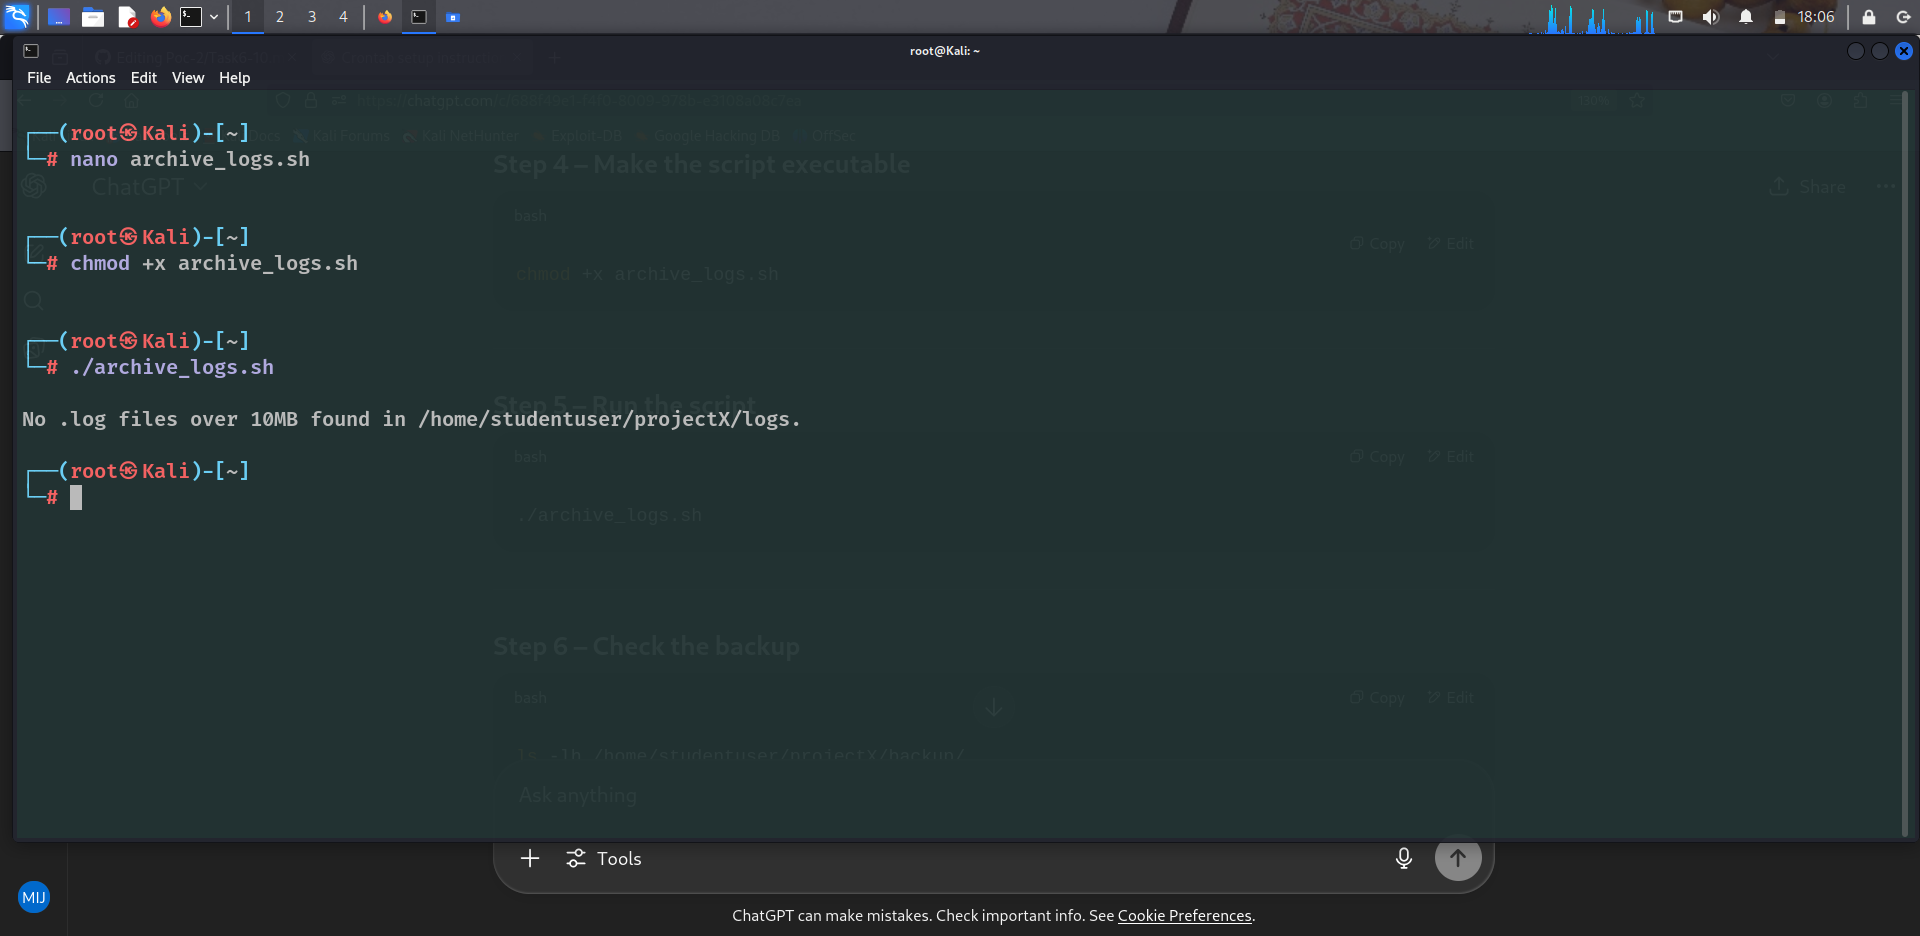 1 2 3 4
18:06
root@Kali: ~
File Actions Edit View Help
(root㉿Kali)-[~]
# nano archive_logs.sh
Step 4 – Make the script executable
ChatGPT
Share
bash
(root㉿Kali)-[~]
Copy Edit
# chmod +x archive_logs.sh
chmod +x archive_logs.sh
(root㉿Kali)-[~]
# ./archive_logs.sh
Step 5 – Run the script
No .log files over 10MB found in /home/studentuser/projectX/logs.
bash
Copy Edit
(root㉿Kali)-[~]
#
./archive_logs.sh
Step 6 – Check the backup
bash
Copy Edit
ls -lh /home/studentuser/projectX/backup/
Ask anything
Tools
MIJ
ChatGPT can make mistakes. Check important info. See Cookie Preferences.